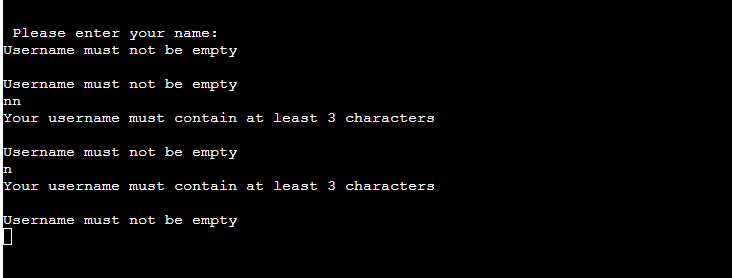 Please enter your name:
Username must not be empty
Username must not be empty
nn
Your username must contain at least 3 characters
Username must not be empty
n
Your username must contain at least 3 characters
Username must not be empty